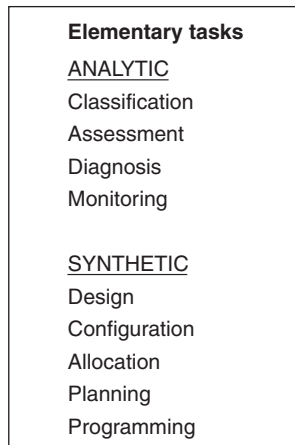 Elementary tasks
ANALYTIC
Classification
Assessment
Diagnosis
Monitoring
SYNTHETIC
Design
Configuration
Allocation
Planning
Programming